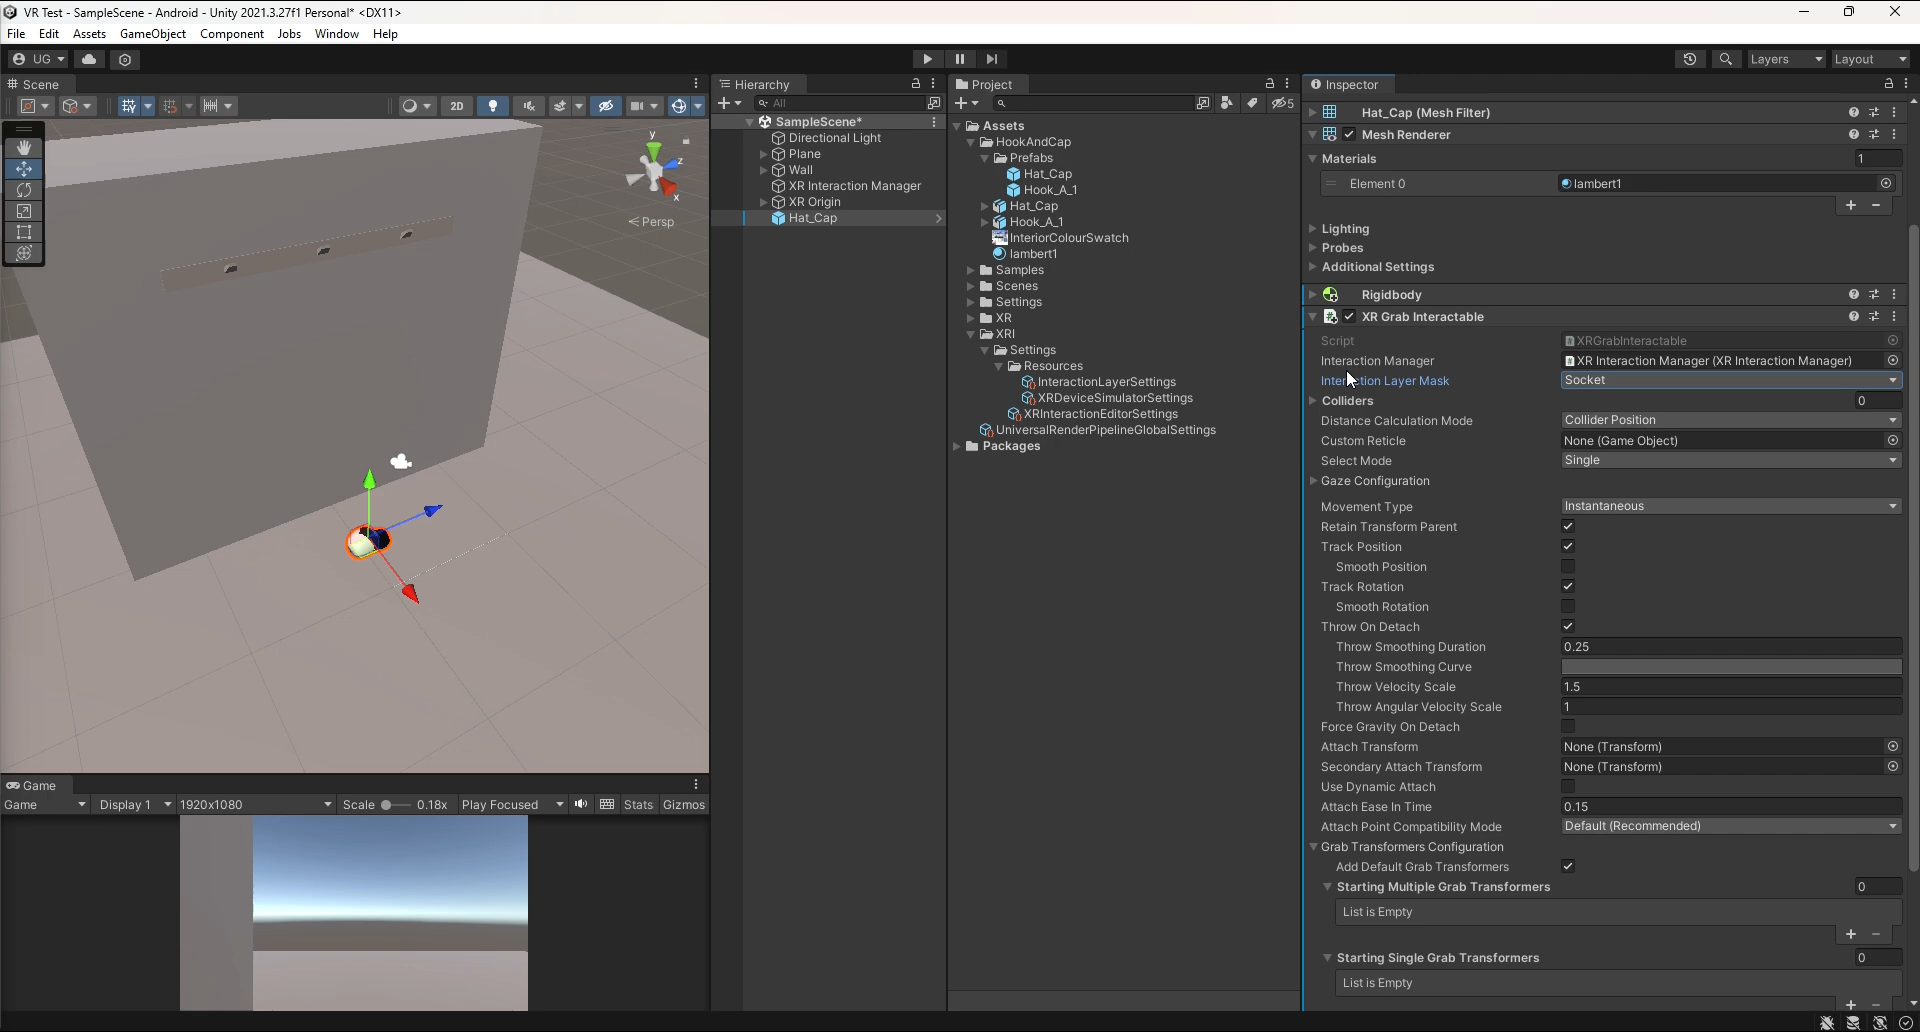 VR Test - SampleScene - Android - Unity 2021.3.27f1 Personal* <DX11>
File Edit Assets GameObject Component Jobs Window Help
UG Layers Layout
Scene
2D
y
z
x
Persp
Game
Game Display 1 1920x1080 Scale 0.18x Play Focused Stats Gizmos
Hierarchy
All
SampleScene*
Directional Light
Plane
Wall
XR Interaction Manager
XR Origin
Hat_Cap
Project
5
Assets
HookAndCap
Prefabs
Hat_Cap
Hook_A_1
Hat_Cap
Hook_A_1
InteriorColourSwatch
lambert1
Samples
Scenes
Settings
XR
XRI
Settings
Resources
InteractionLayerSettings
XRDeviceSimulatorSettings
XRInteractionEditorSettings
UniversalRenderPipelineGlobalSettings
Packages
Inspector
Hat_Cap (Mesh Filter)
Mesh Renderer
Materials 1
Element 0 lambert1
Lighting
Probes
Additional Settings
Rigidbody
XR Grab Interactable
Script XRGrabInteractable
Interaction Manager XR Interaction Manager (XR Interaction Manager)
Interaction Layer Mask Socket
Colliders 0
Distance Calculation Mode Collider Position
Custom Reticle None (Game Object)
Select Mode Single
Gaze Configuration
Movement Type Instantaneous
Retain Transform Parent
Track Position
Smooth Position
Track Rotation
Smooth Rotation
Throw On Detach
Throw Smoothing Duration 0.25
Throw Smoothing Curve
Throw Velocity Scale 1.5
Throw Angular Velocity Scale 1
Force Gravity On Detach
Attach Transform None (Transform)
Secondary Attach Transform None (Transform)
Use Dynamic Attach
Attach Ease In Time 0.15
Attach Point Compatibility Mode Default (Recommended)
Grab Transformers Configuration
Add Default Grab Transformers
Starting Multiple Grab Transformers 0
List is Empty
Starting Single Grab Transformers 0
List is Empty